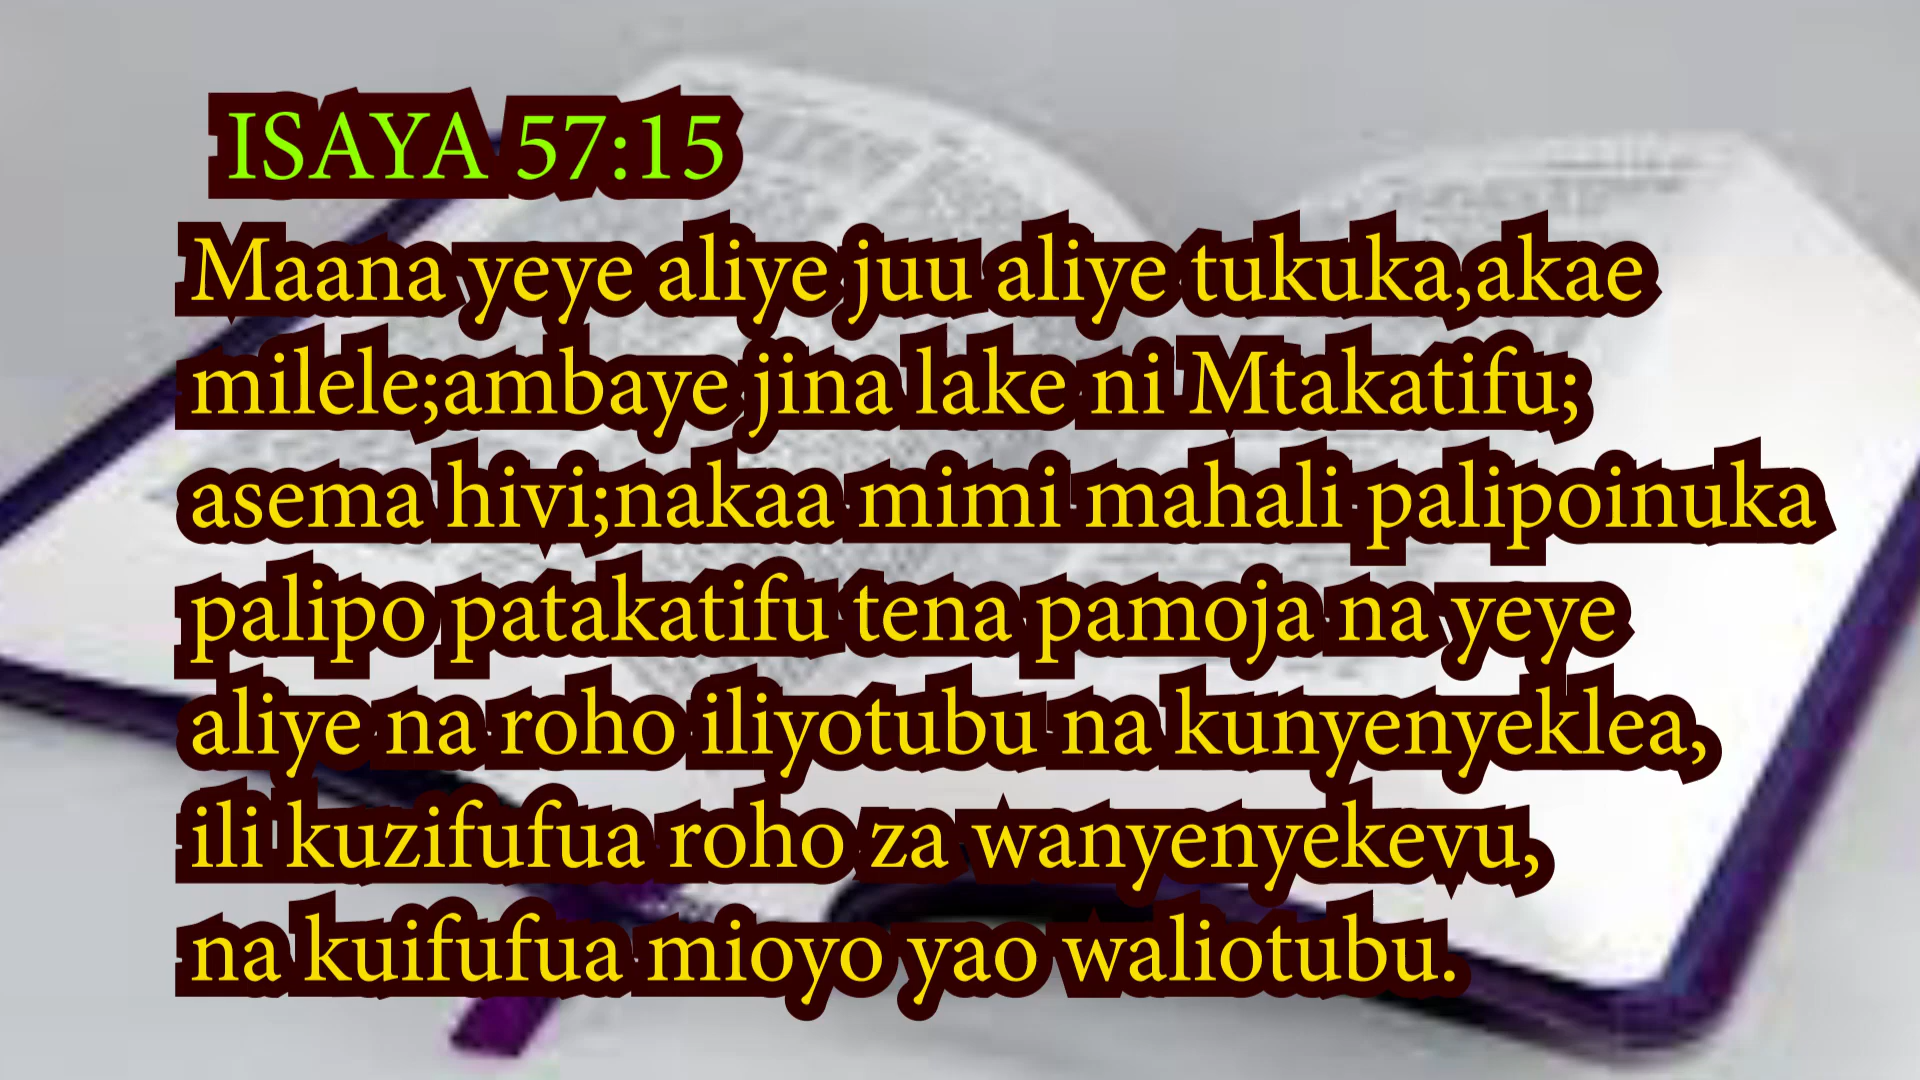 ISAYA 57:15
Maana yeye aliye juu aliye tukuka,akae
milele;ambaye jina lake ni Mtakatifu;
asema hivi;nakaa mimi mahali palipoinuka
palipo patakatifu tena pamoja na yeye
aliye na roho iliyotubu na kunyenyeklea,
ili kuzifufua roho za wanyenyekevu,
na kuifufua mioyo yao waliotubu.